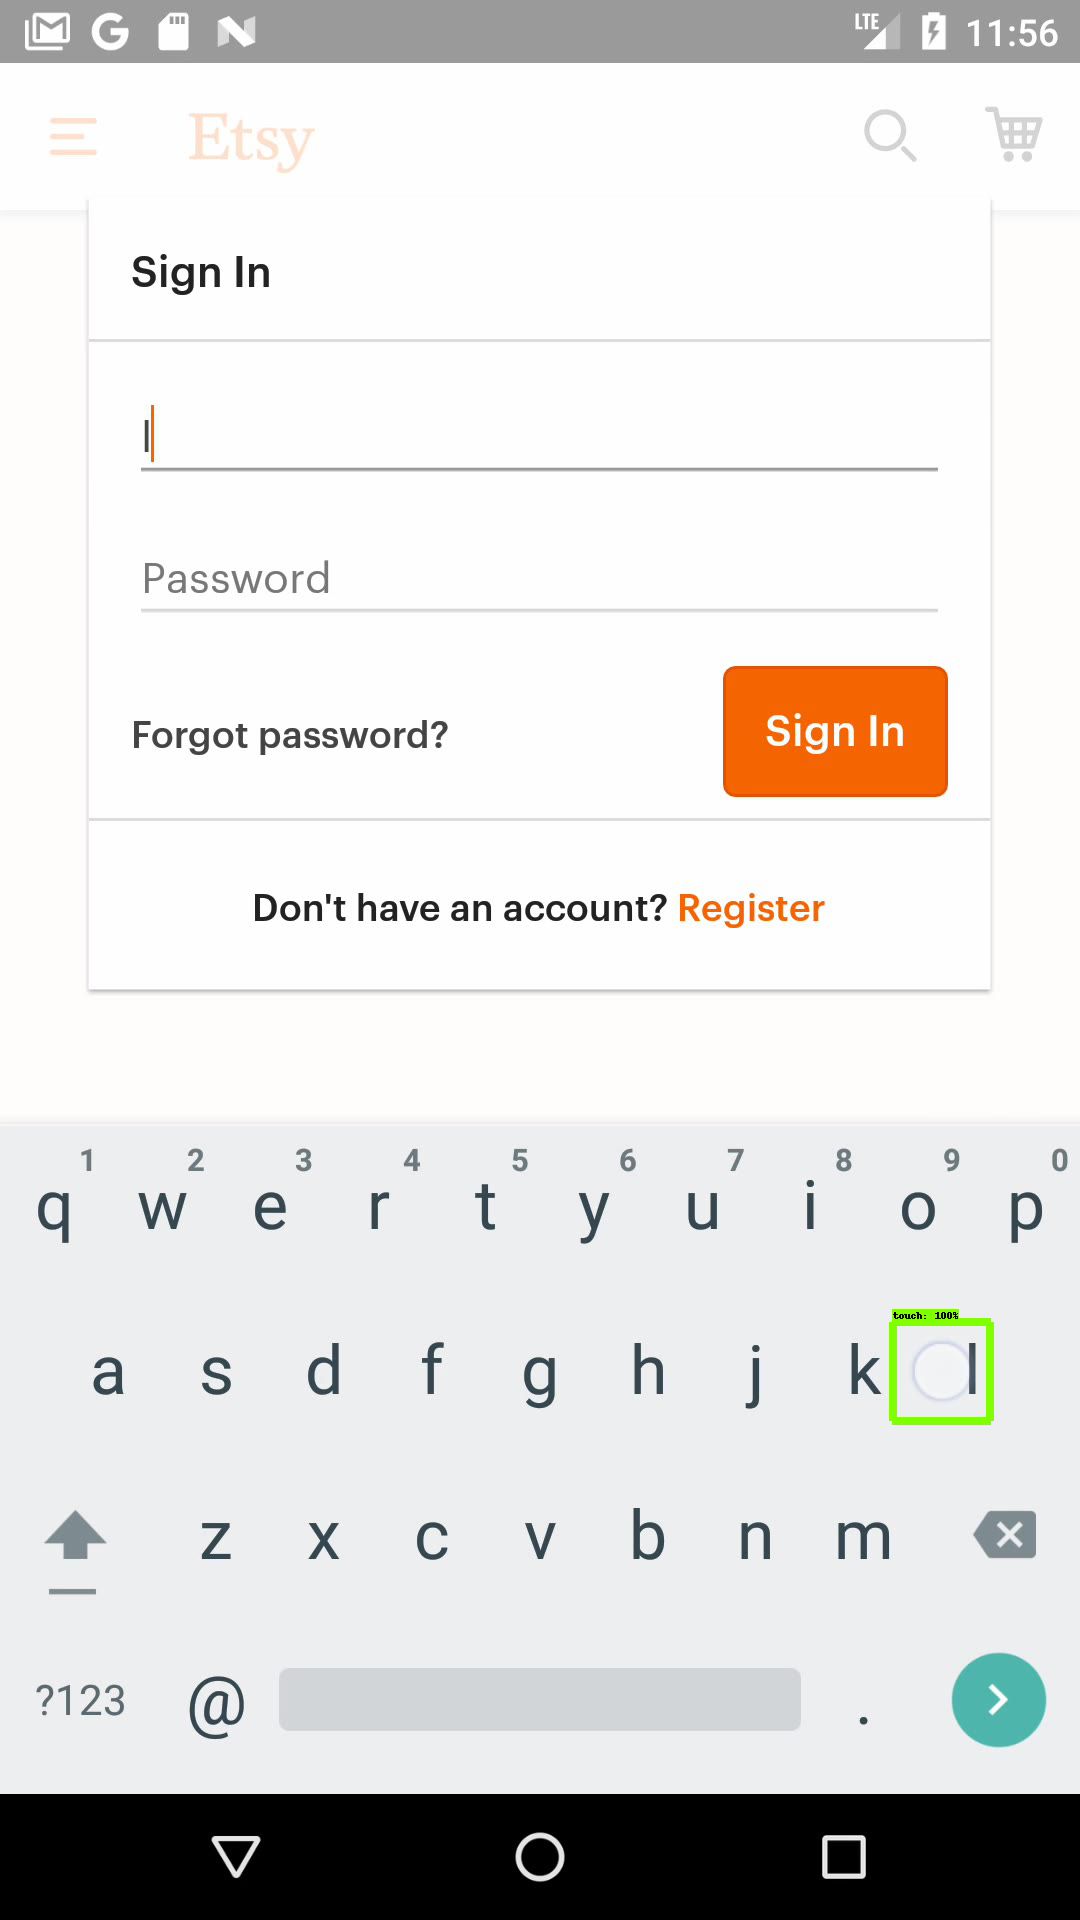 LTE 11:56
Etsy
Sign In
l
Password
Forgot password? Sign In
Don't have an account? Register
1 2 3 4 5 6 7 8 9 0
q w e r t y u i o p
touch: 100%
a s d f g h j k l
z x c v b n m
?123 @ .